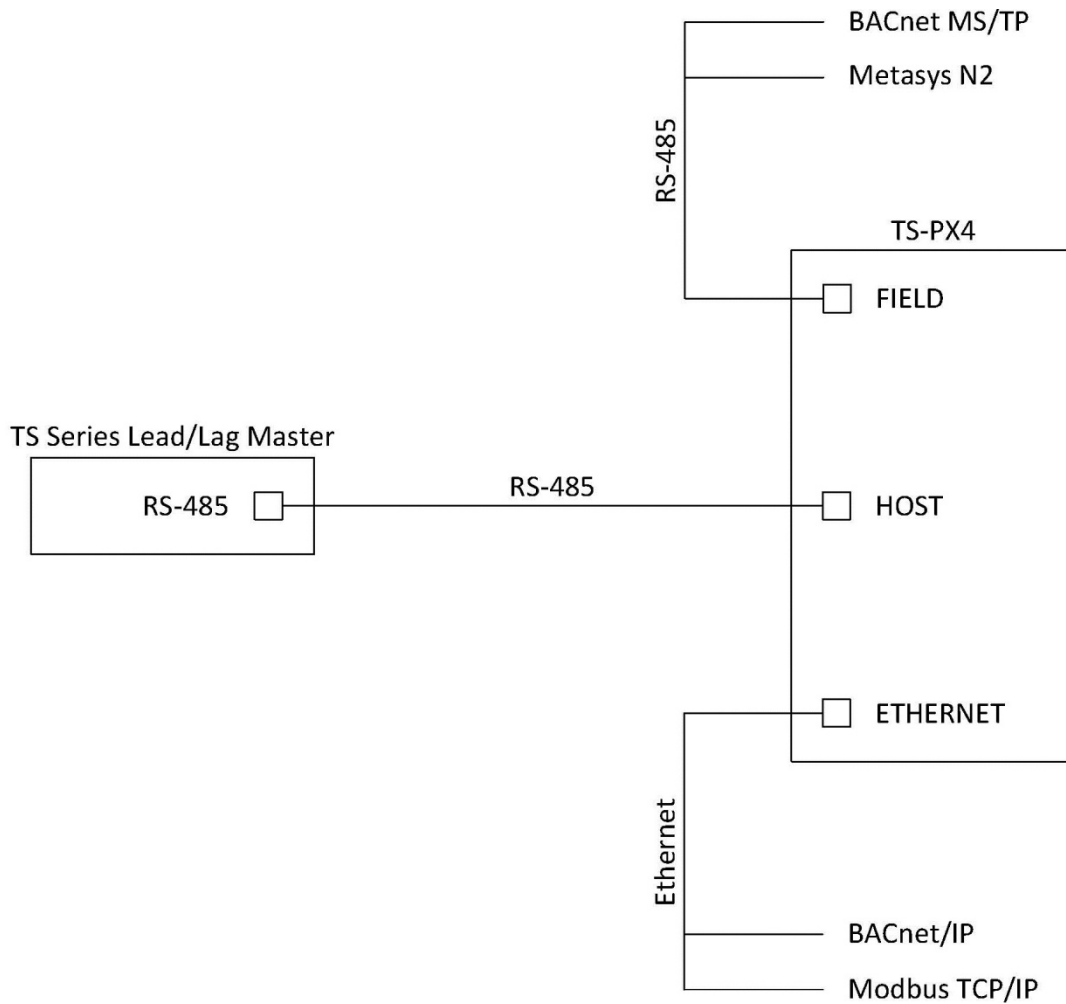 BACnet MS/TP
Metasys N2
RS-485
TS-PX4
FIELD
TS Series Lead/Lag Master
RS-485
RS-485
HOST
ETHERNET
Ethernet
BACnet/IP
Modbus TCP/IP